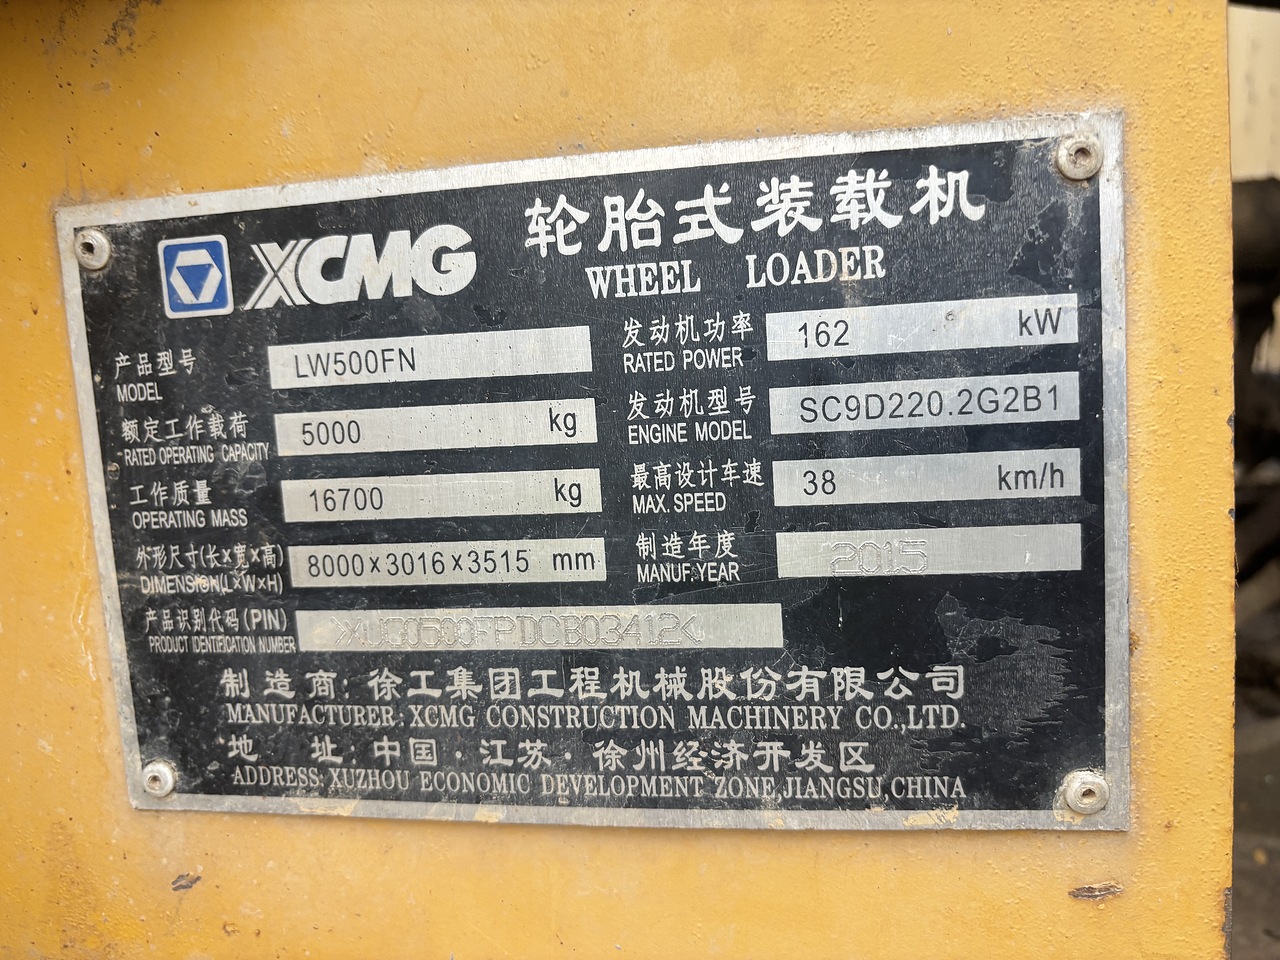 XCMG 轮胎式装载机
WHEEL LOADER
产品型号 LW500FN
MODEL
发动机功率 162 kW
RATED POWER
额定工作载荷 5000 kg
RATED OPERATING CAPACITY
发动机型号 SC9D220.2G2B1
ENGINE MODEL
工作质量 16700 kg
OPERATING MASS
最高设计车速 38 km/h
MAX. SPEED
外形尺寸(长×宽×高) 8000×3016×3515 mm
DIMENSION(L×W×H)
制造年度 2015
MANUF.YEAR
产品识别代码(PIN) >XUG0500FPDCB03412<
PRODUCT IDENTIFICATION NUMBER
制造商:徐工集团工程机械股份有限公司
MANUFACTURER:XCMG CONSTRUCTION MACHINERY CO.,LTD.
地 址:中国·江苏·徐州经济开发区
ADDRESS:XUZHOU ECONOMIC DEVELOPMENT ZONE,JIANGSU,CHINA